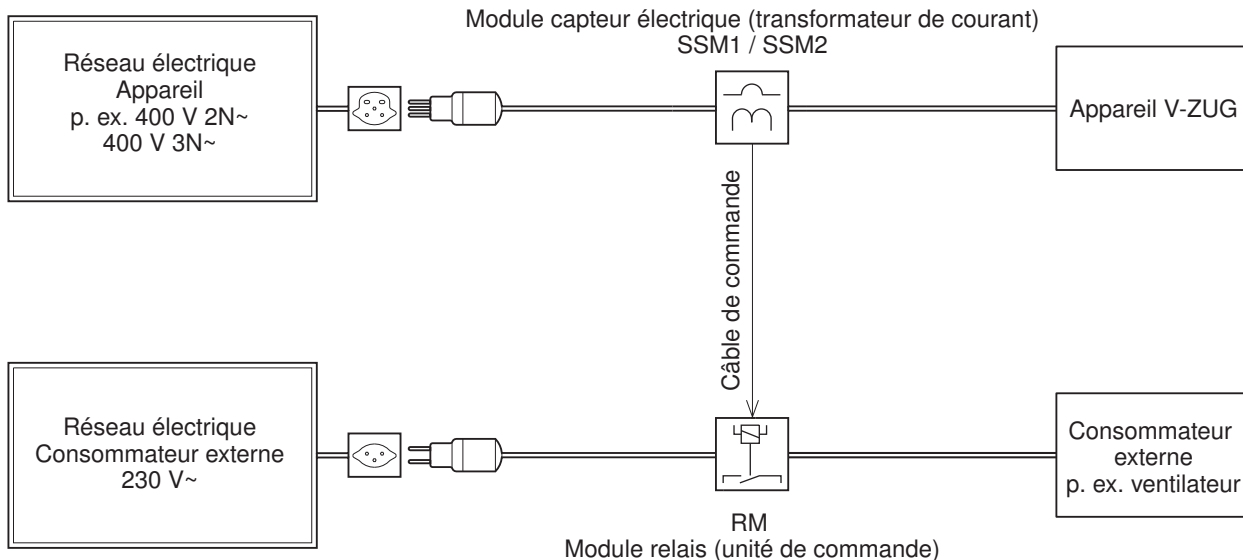 Module capteur électrique (transformateur de courant)
SSM1 / SSM2
Réseau électrique
Appareil
p. ex. 400 V 2N~
400 V 3N~
Appareil V-ZUG
Câble de commande
Réseau électrique
Consommateur externe
230 V~
Consommateur
externe
p. ex. ventilateur
RM
Module relais (unité de commande)